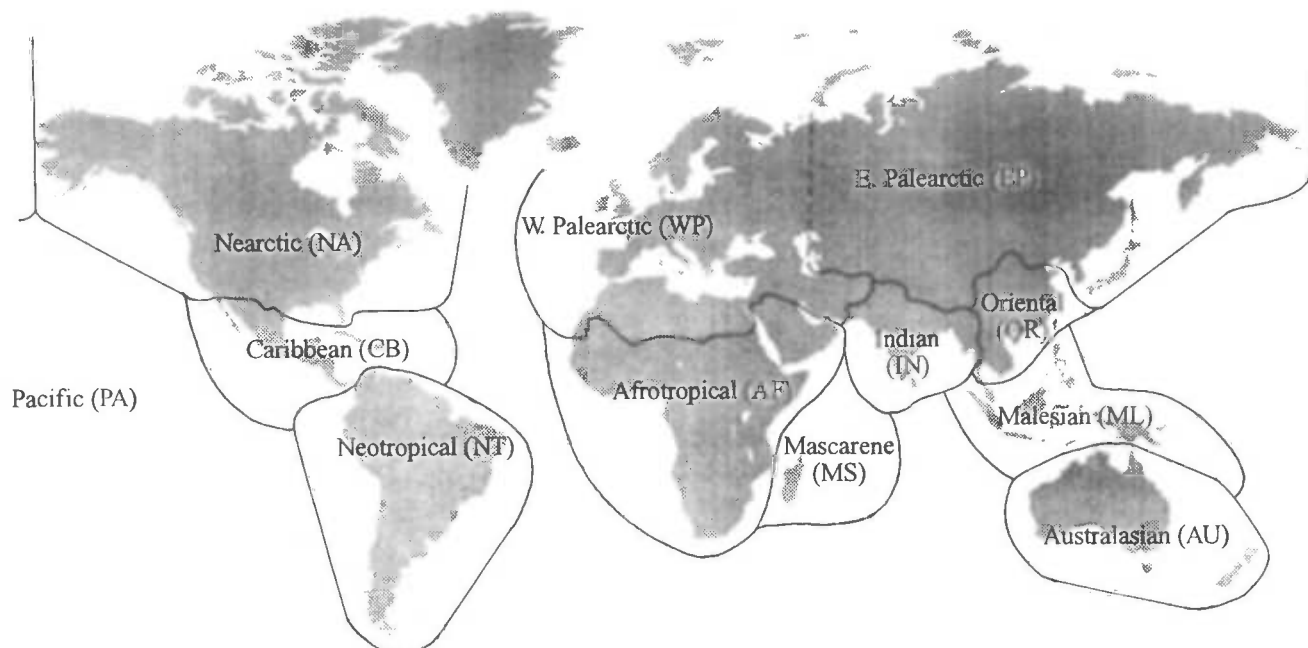 E. Palearctic (EP)
W. Palearctic (WP)
Nearctic (NA)
Orienta
(OR)
Indian
(IN)
Caribbean (CB)
Afrotropical (AF)
Pacific (PA)
Malesian (ML)
Neotropical (NT)
Mascarene
(MS)
Australasian (AU)